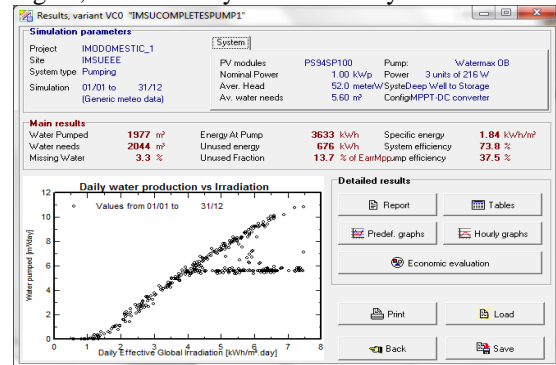 Results, variant VC0 "IMSUCOMPLETESPUMP1"
Simulation parameters
Project IMODOMESTIC_1
Site IMSUEEE
System type Pumping
Simulation 01/01 to 31/12
(Generic meteo data)
System
PV modules PS94SP100 Pump: Watermax OB
Nominal Power 1.00 kWp Power 3 units of 216 W
Aver. Head 52.0 meterW SysteDeep Well to Storage
Av. water needs 5.60 m³ ConfigMPPT-DC converter
Main results
Water Pumped 1977 m³ Energy At Pump 3633 kWh Specific energy 1.84 kWh/m³
Water needs 2044 m³ Unused energy 676 kWh System efficiency 73.8 %
Missing Water 3.3 % Unused Fraction 13.7 % of EarrMppump efficiency 37.5 %
Daily water production vs Irradiation
Values from 01/01 to 31/12
Water pumped [m³/day]
12
10
8
6
4
2
0
0 1 2 3 4 5 6 7 8
Daily Effective Global Irradiation [kWh/m².day]
Detailed results
Report Tables
Predef. graphs Hourly graphs
Economic evaluation
Print Load
Back Save